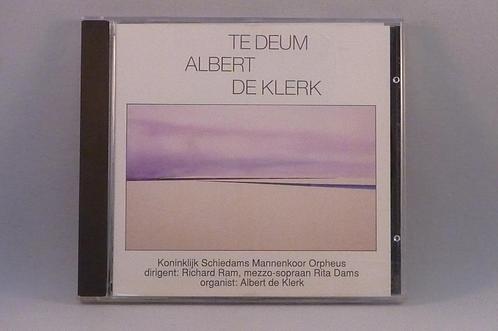 TE DEUM
ALBERT
DE KLERK
Koninklijk Schiedams Mannenkoor Orpheus
dirigent: Richard Ram, mezzo-sopraan Rita Dams
organist: Albert de Klerk